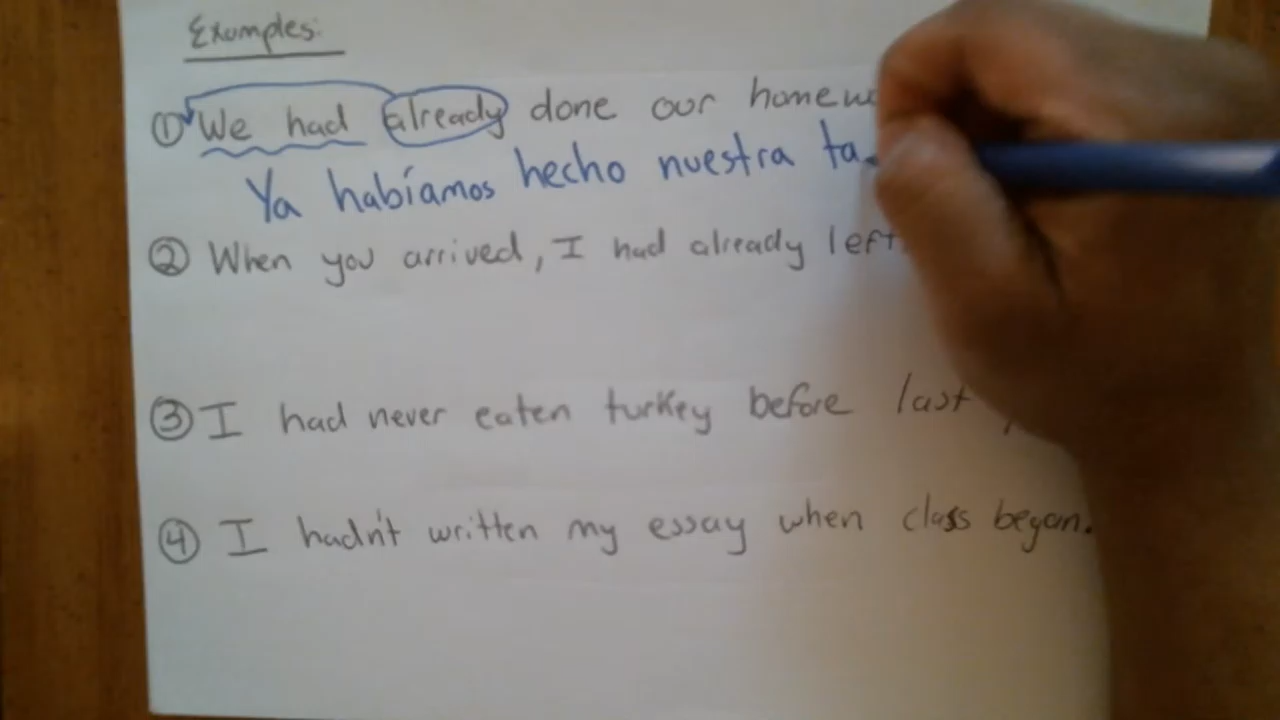 Examples:
① We had already done our homew
Ya habíamos hecho nuestra ta
② When you arrived, I had already left
③ I had never eaten turkey before last
④ I hadn't written my essay when class began.